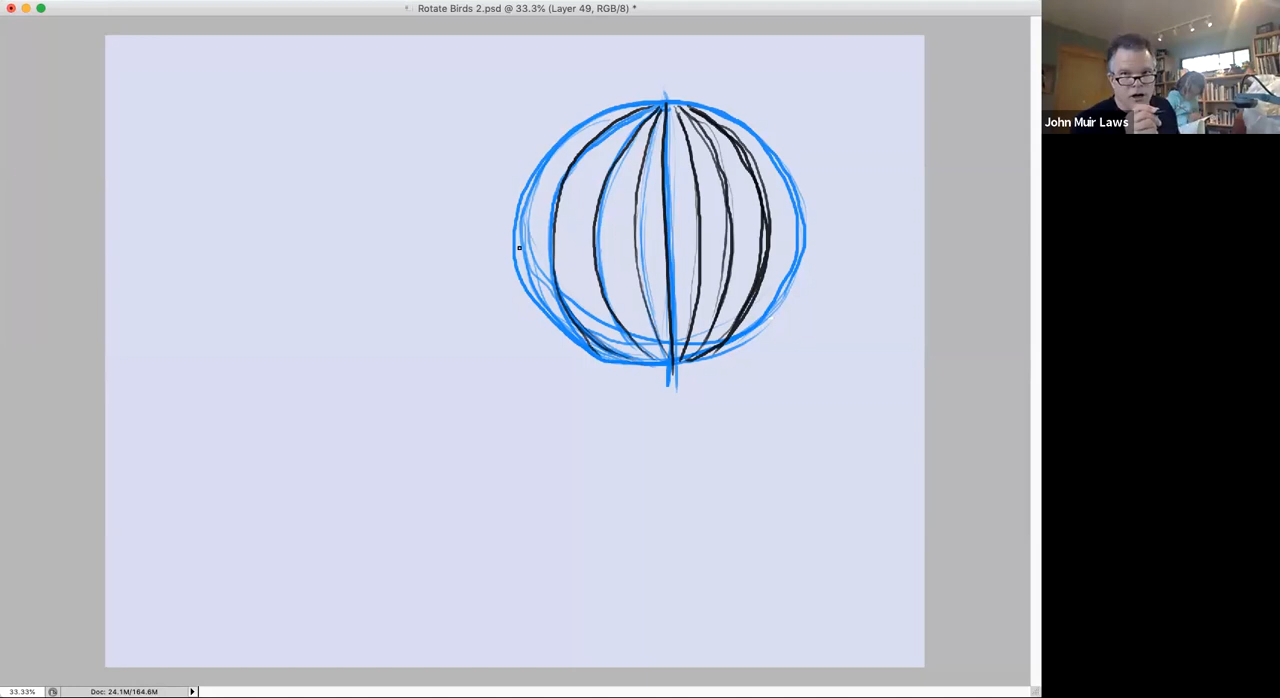 Rotate Birds 2.psd @ 33.3% (Layer 49, RGB/8) *
John Muir Laws
33.33%
Doc: 24.1M/164.6M